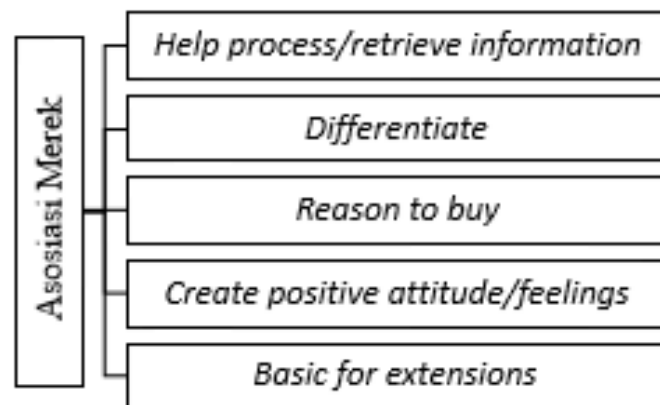 Asosiasi Merek
Help process/retrieve information
Differentiate
Reason to buy
Create positive attitude/feelings
Basic for extensions